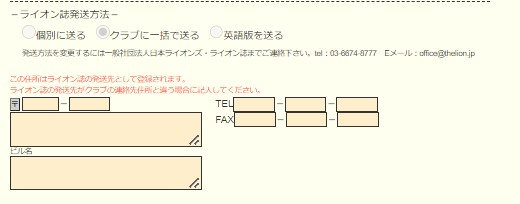 －ライオン誌発送方法－
個別に送る クラブに一括で送る 英語版を送る
発送方法を変更するには一般社団法人日本ライオンズ・ライオン誌までご連絡下さい。tel：03-6674-8777 Eメール：office@thelion.jp
この住所はライオン誌の発送先として登録されます。
ライオン誌の発送先がクラブの連絡先住所と違う場合に記入してください。
〒 － TEL － －
FAX － －
ビル名